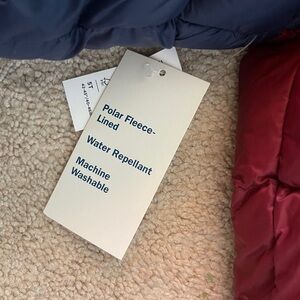 Polar Fleece-
Lined
Water Repellant
Machine
Washable